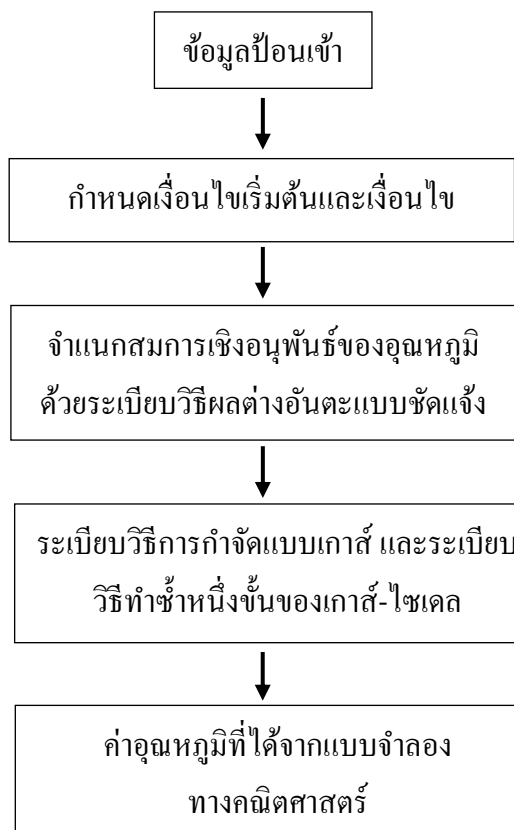 ข้อมูลป้อนเข้า
กำหนดเงื่อนไขเริ่มต้นและเงื่อนไข
จำแนกสมการเชิงอนุพันธ์ของอุณหภูมิ
ด้วยระเบียบวิธีผลต่างอันตะแบบชัดแจ้ง
ระเบียบวิธีการกำจัดแบบเกาส์ และระเบียบ
วิธีทำซ้ำหนึ่งขั้นของเกาส์-ไซเดล
ค่าอุณหภูมิที่ได้จากแบบจำลอง
ทางคณิตศาสตร์